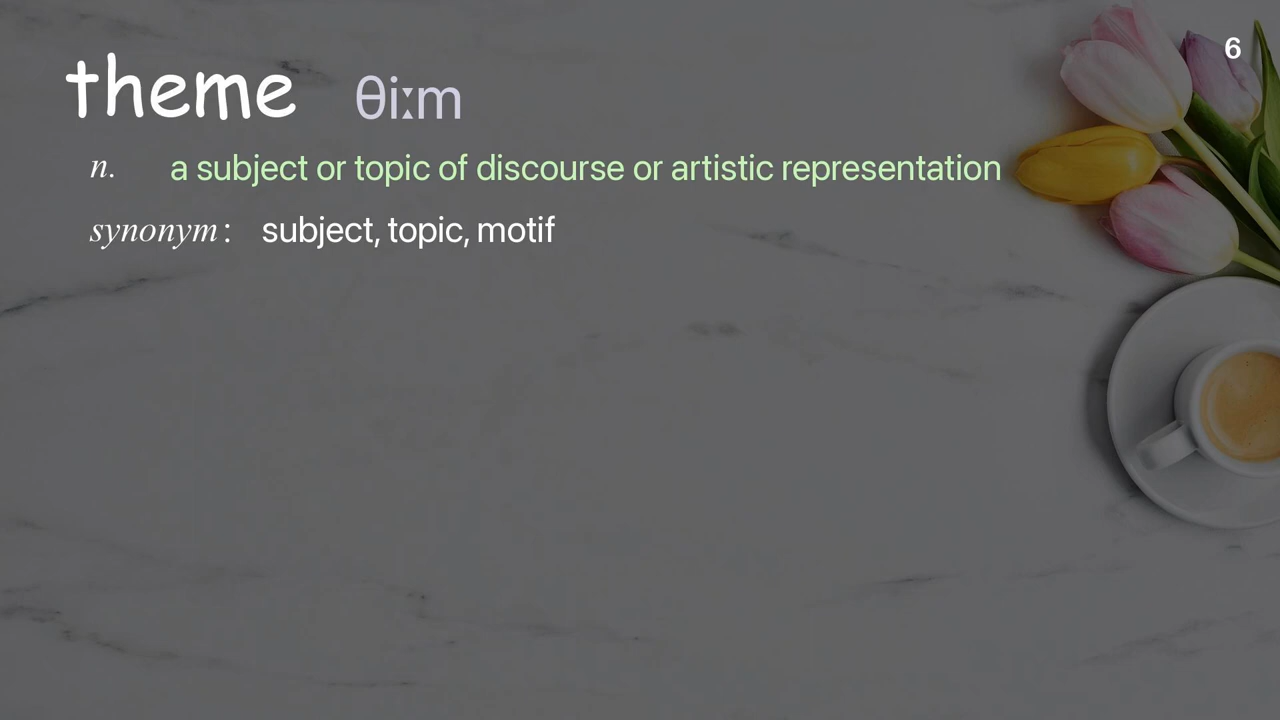 6
theme θiːm
n. a subject or topic of discourse or artistic representation
synonym: subject, topic, motif